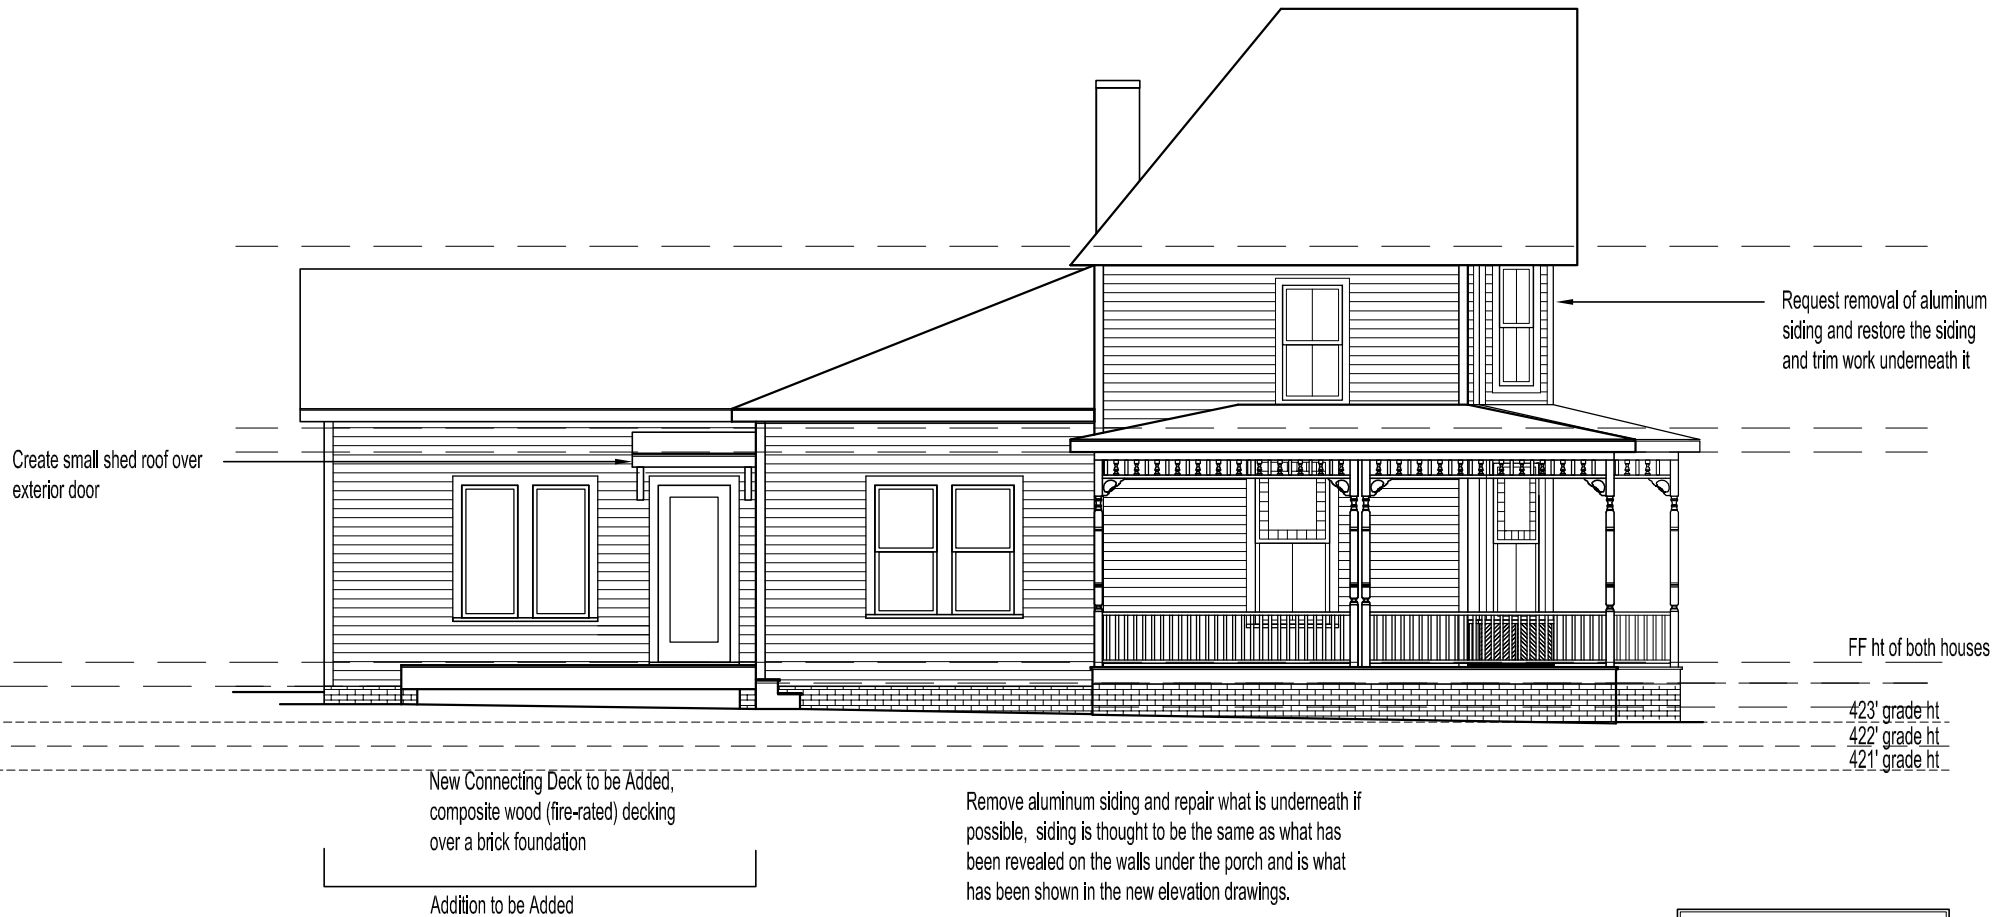 Request removal of aluminum
siding and restore the siding
and trim work underneath it
Create small shed roof over
exterior door
FF ht of both houses
423' grade ht
422' grade ht
421' grade ht
New Connecting Deck to be Added,
composite wood (fire-rated) decking
over a brick foundation
Remove aluminum siding and repair what is underneath if
possible,  siding is thought to be the same as what has
been revealed on the walls under the porch and is what
has been shown in the new elevation drawings.
Addition to be Added